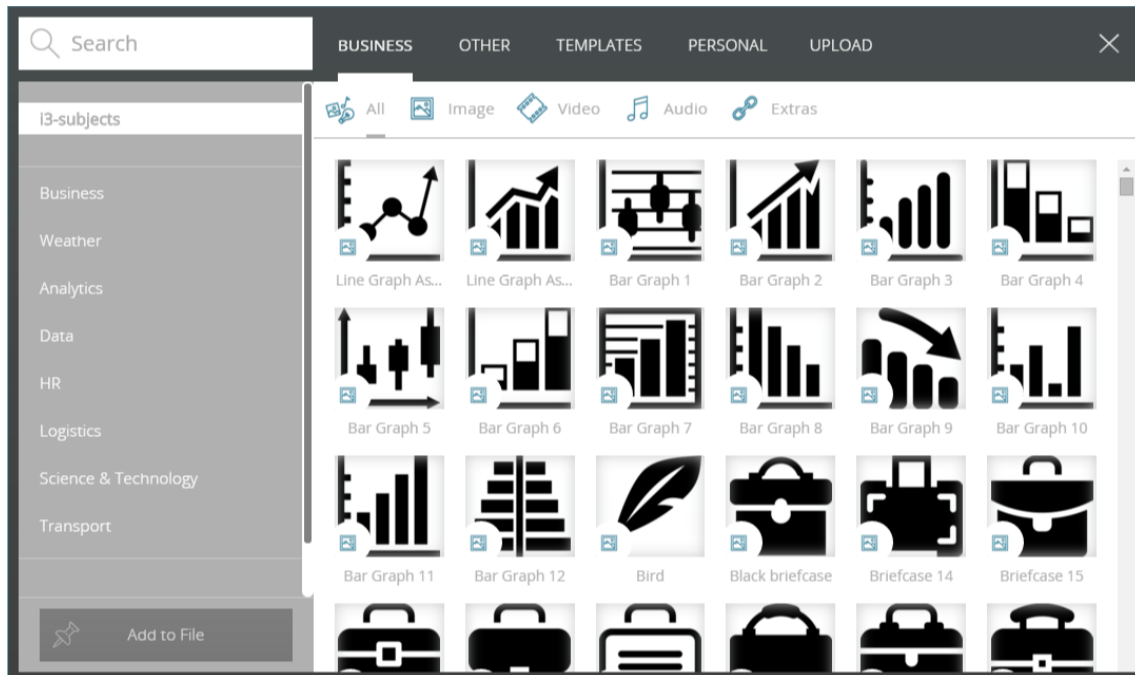 Search
BUSINESS OTHER TEMPLATES PERSONAL UPLOAD
i3-subjects
Business
Weather
Analytics
Data
HR
Logistics
Science & Technology
Transport
Add to File
All Image Video Audio Extras
Line Graph As... Line Graph As... Bar Graph 1 Bar Graph 2 Bar Graph 3 Bar Graph 4
Bar Graph 5 Bar Graph 6 Bar Graph 7 Bar Graph 8 Bar Graph 9 Bar Graph 10
Bar Graph 11 Bar Graph 12 Bird Black briefcase Briefcase 14 Briefcase 15